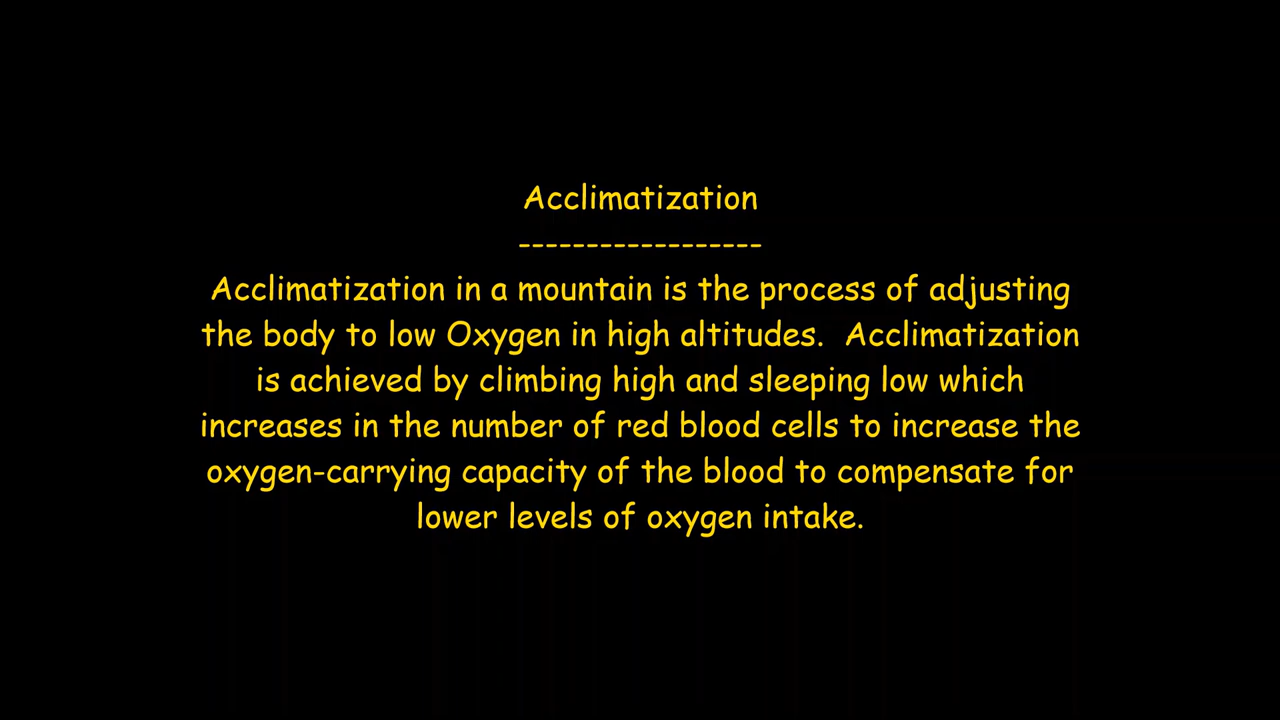 Acclimatization
------------------
Acclimatization in a mountain is the process of adjusting
the body to low Oxygen in high altitudes.  Acclimatization
is achieved by climbing high and sleeping low which
increases in the number of red blood cells to increase the
oxygen-carrying capacity of the blood to compensate for
lower levels of oxygen intake.